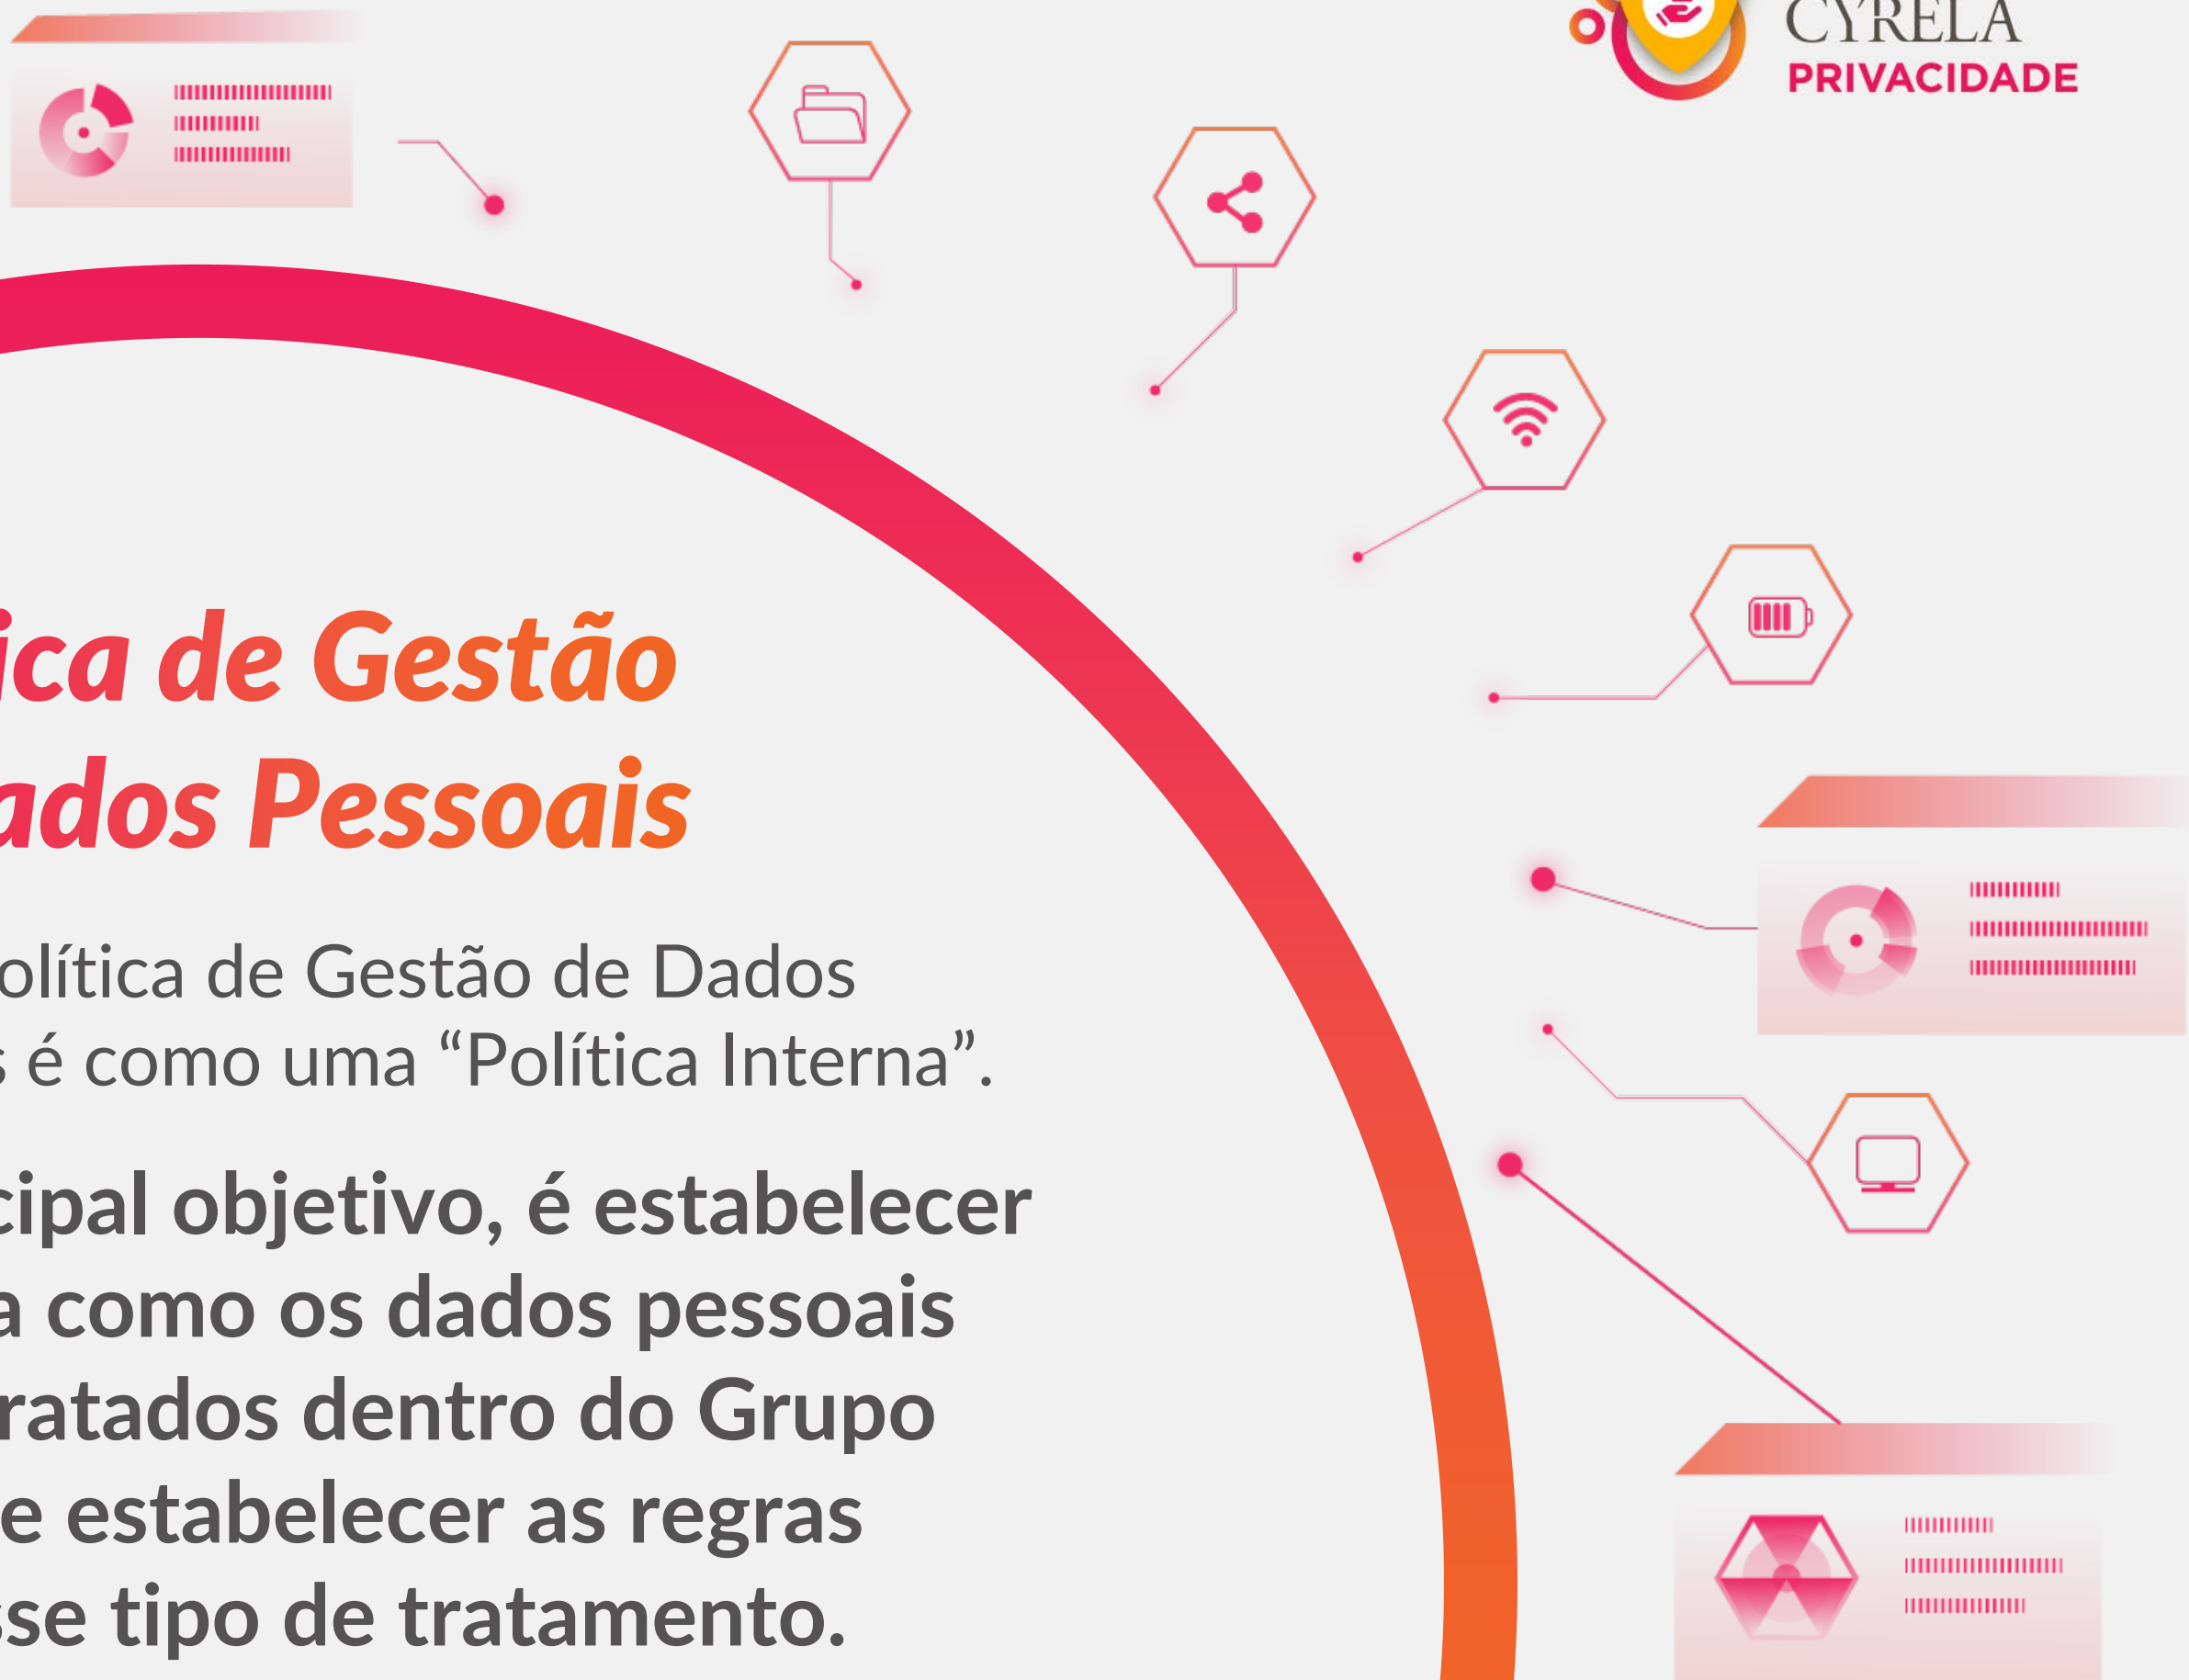 CYRELA
PRIVACIDADE
ica de Gestão
ados Pessoais
olítica de Gestão de Dados
s é como uma “Política Interna”.
cipal objetivo, é estabelecer
a como os dados pessoais
ratados dentro do Grupo
e estabelecer as regras
sse tipo de tratamento.